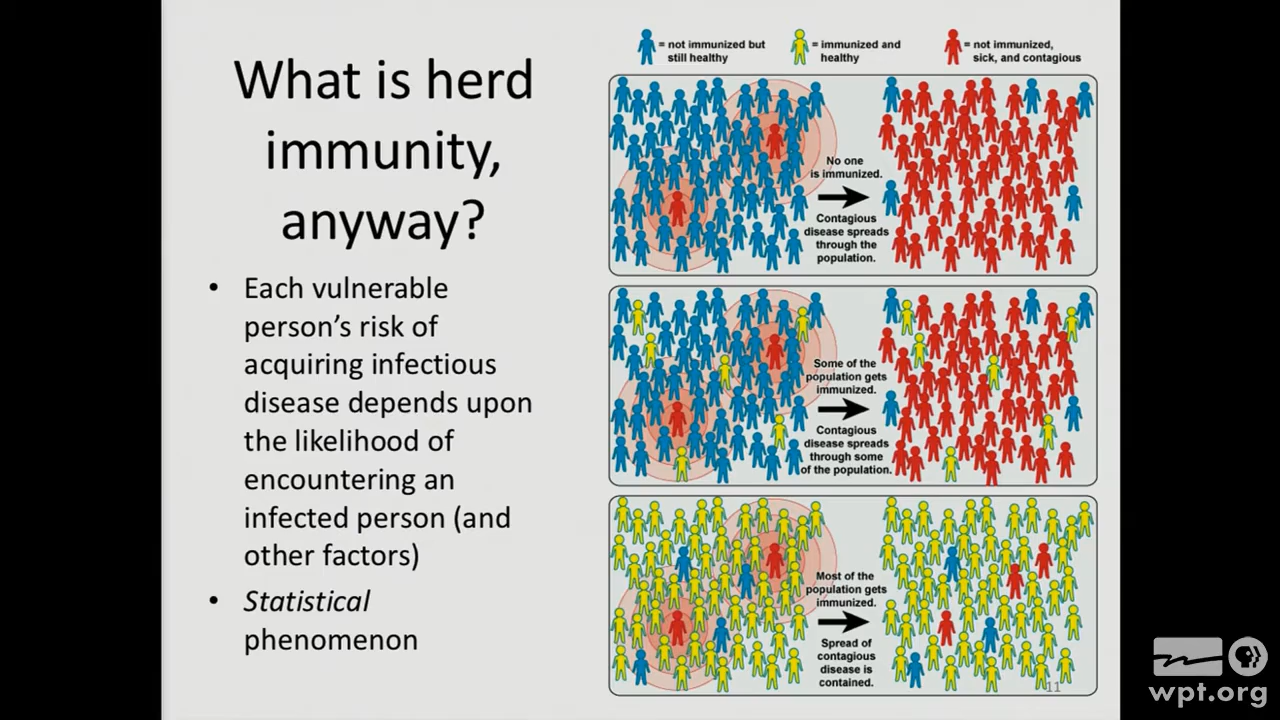 What is herd
immunity,
anyway?
• Each vulnerable
person's risk of
acquiring infectious
disease depends upon
the likelihood of
encountering an
infected person (and
other factors)
• Statistical
phenomenon
= not immunized but
still healthy
= immunized and
healthy
= not immunized,
sick, and contagious
No one
is immunized.
Contagious
disease spreads
through the
population.
Some of the
population gets
immunized.
Contagious
disease spreads
through some
of the population.
Most of the
population gets
immunized.
Spread of
contagious
disease is
contained.
11
PBS
wpt.org